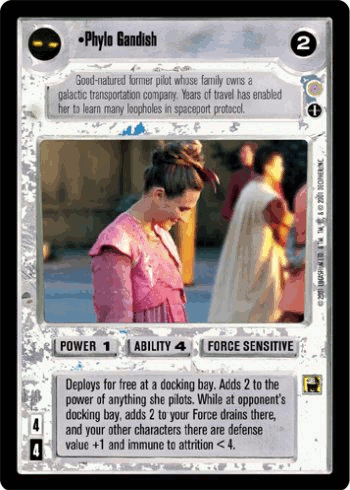 •Phylo Gandish
2
Good-natured former pilot whose family owns a
galactic transportation company. Years of travel has enabled
her to learn many loopholes in spaceport protocol.
POWER 1
ABILITY 4
FORCE SENSITIVE
Deploys for free at a docking bay. Adds 2 to the
power of anything she pilots. While at opponent's
docking bay, adds 2 to your Force drains there,
and your other characters there are defense
value +1 and immune to attrition < 4.
4
4